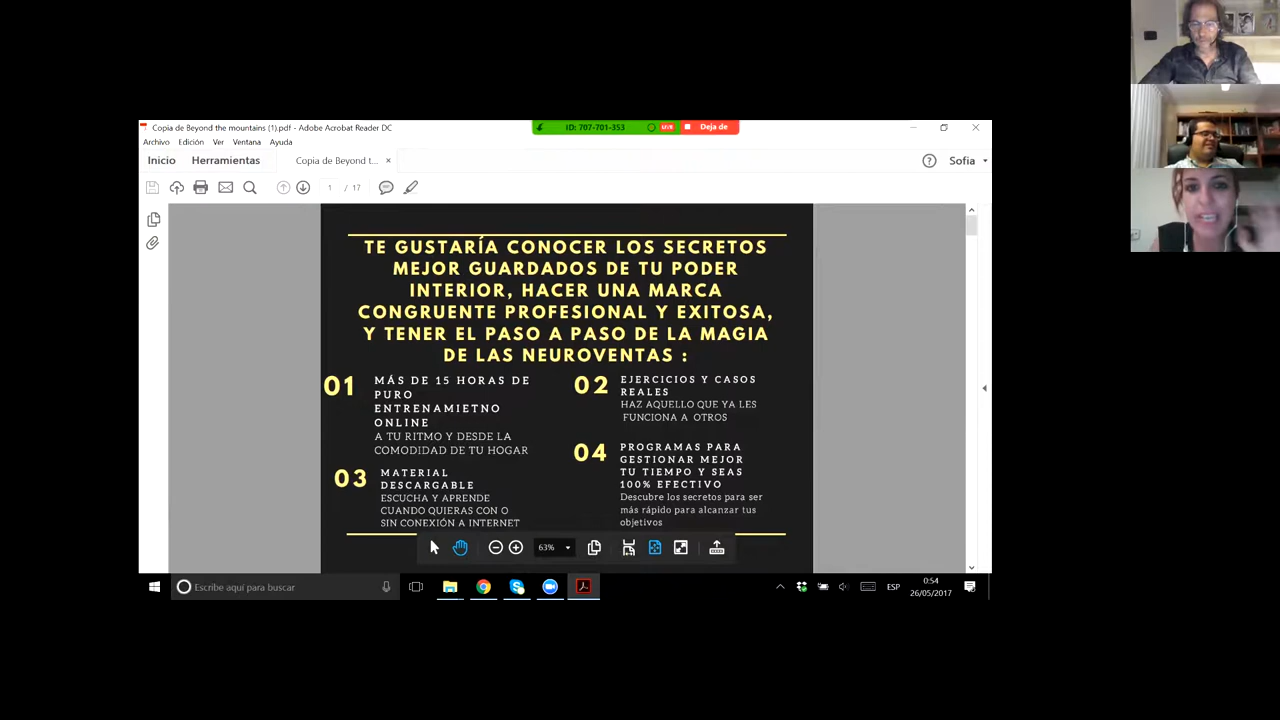 Copia de Beyond the mountains (1).pdf - Adobe Acrobat Reader DC
ID: 707-701-353
LIVE
Deja de
Archivo Edición Ver Ventana Ayuda
Inicio Herramientas Copia de Beyond t... × Sofia
1 / 17
TE GUSTARÍA CONOCER LOS SECRETOS
MEJOR GUARDADOS DE TU PODER
INTERIOR, HACER UNA MARCA
CONGRUENTE PROFESIONAL Y EXITOSA,
Y TENER EL PASO A PASO DE LA MAGIA
DE LAS NEUROVENTAS :
01
MÁS DE 15 HORAS DE
PURO
ENTRENAMIETNO
ONLINE
A TU RITMO Y DESDE LA
COMODIDAD DE TU HOGAR
02
EJERCICIOS Y CASOS
REALES
HAZ AQUELLO QUE YA LES
FUNCIONA A OTROS
03
MATERIAL
DESCARGABLE
ESCUCHA Y APRENDE
CUANDO QUIERAS CON O
SIN CONEXIÓN A INTERNET
04
PROGRAMAS PARA
GESTIONAR MEJOR
TU TIEMPO Y SEAS
100% EFECTIVO
Descubre los secretos para ser
más rápido para alcanzar tus
objetivos
63%
Escribe aquí para buscar
ESP
0:54
26/05/2017